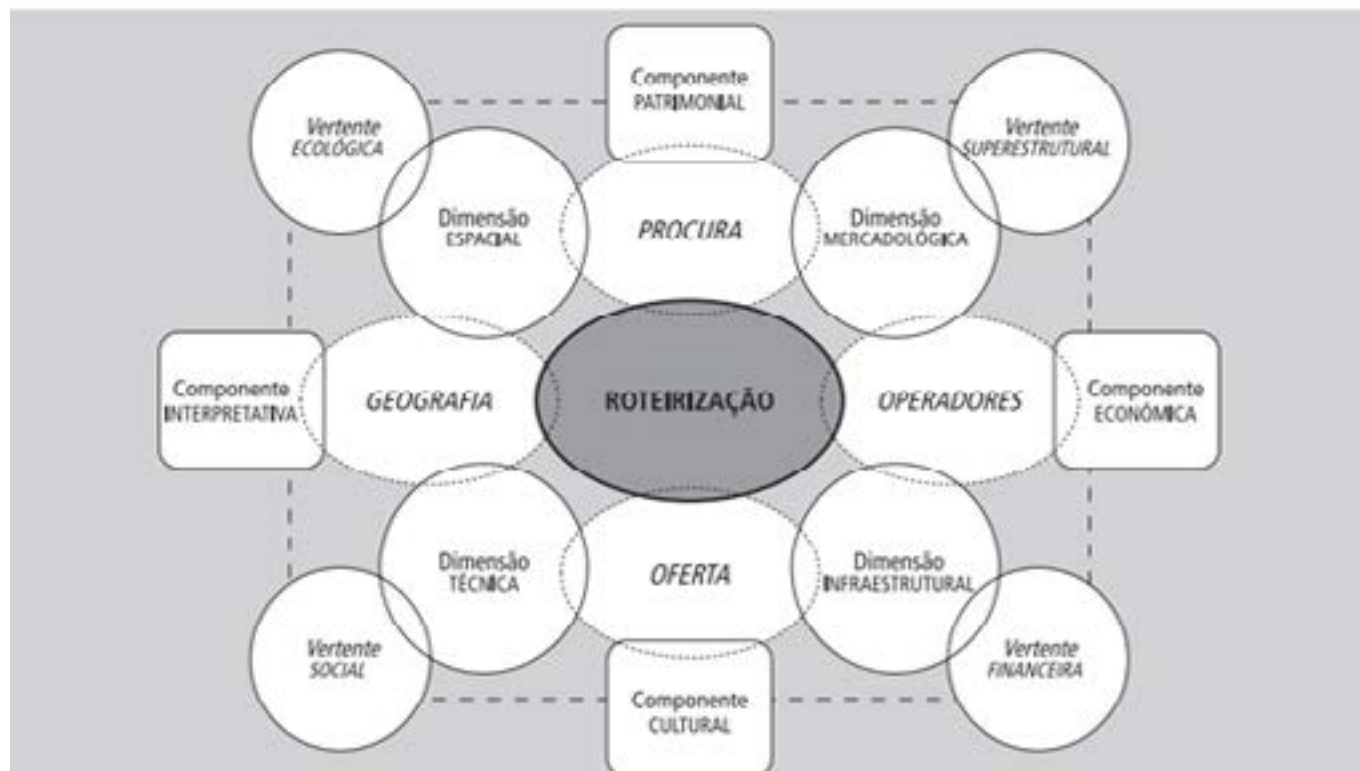 Componente
PATRIMONIAL
Vertente
ECOLÓGICA
Vertente
SUPERESTRUTURAL
Dimensão
ESPACIAL
PROCURA
Dimensão
MERCADOLÓGICA
Componente
INTERPRETATIVA
GEOGRAFIA
ROTEIRIZAÇÃO
OPERADORES
Componente
ECONÓMICA
Dimensão
TÉCNICA
OFERTA
Dimensão
INFRAESTRUTURAL
Vertente
SOCIAL
Vertente
FINANCEIRA
Componente
CULTURAL